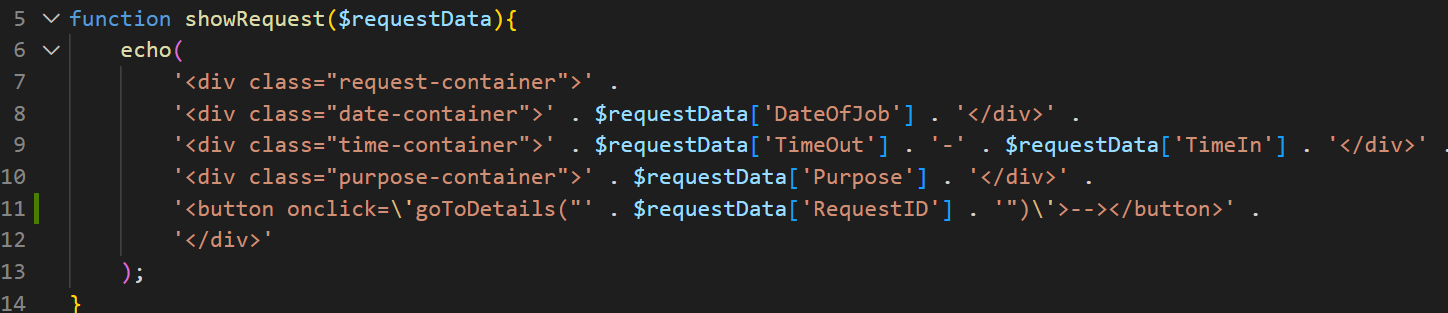 5 function showRequest($requestData){
6 echo(
7 '<div class="request-container">' .
8 '<div class="date-container">' . $requestData['DateOfJob'] . '</div>' .
9 '<div class="time-container">' . $requestData['TimeOut'] . '-' . $requestData['TimeIn'] . '</div>' .
10 '<div class="purpose-container">' . $requestData['Purpose'] . '</div>' .
11 '<button onclick=\'goToDetails("' . $requestData['RequestID'] . '")\'>--></button>' .
12 '</div>'
13 );
14 }